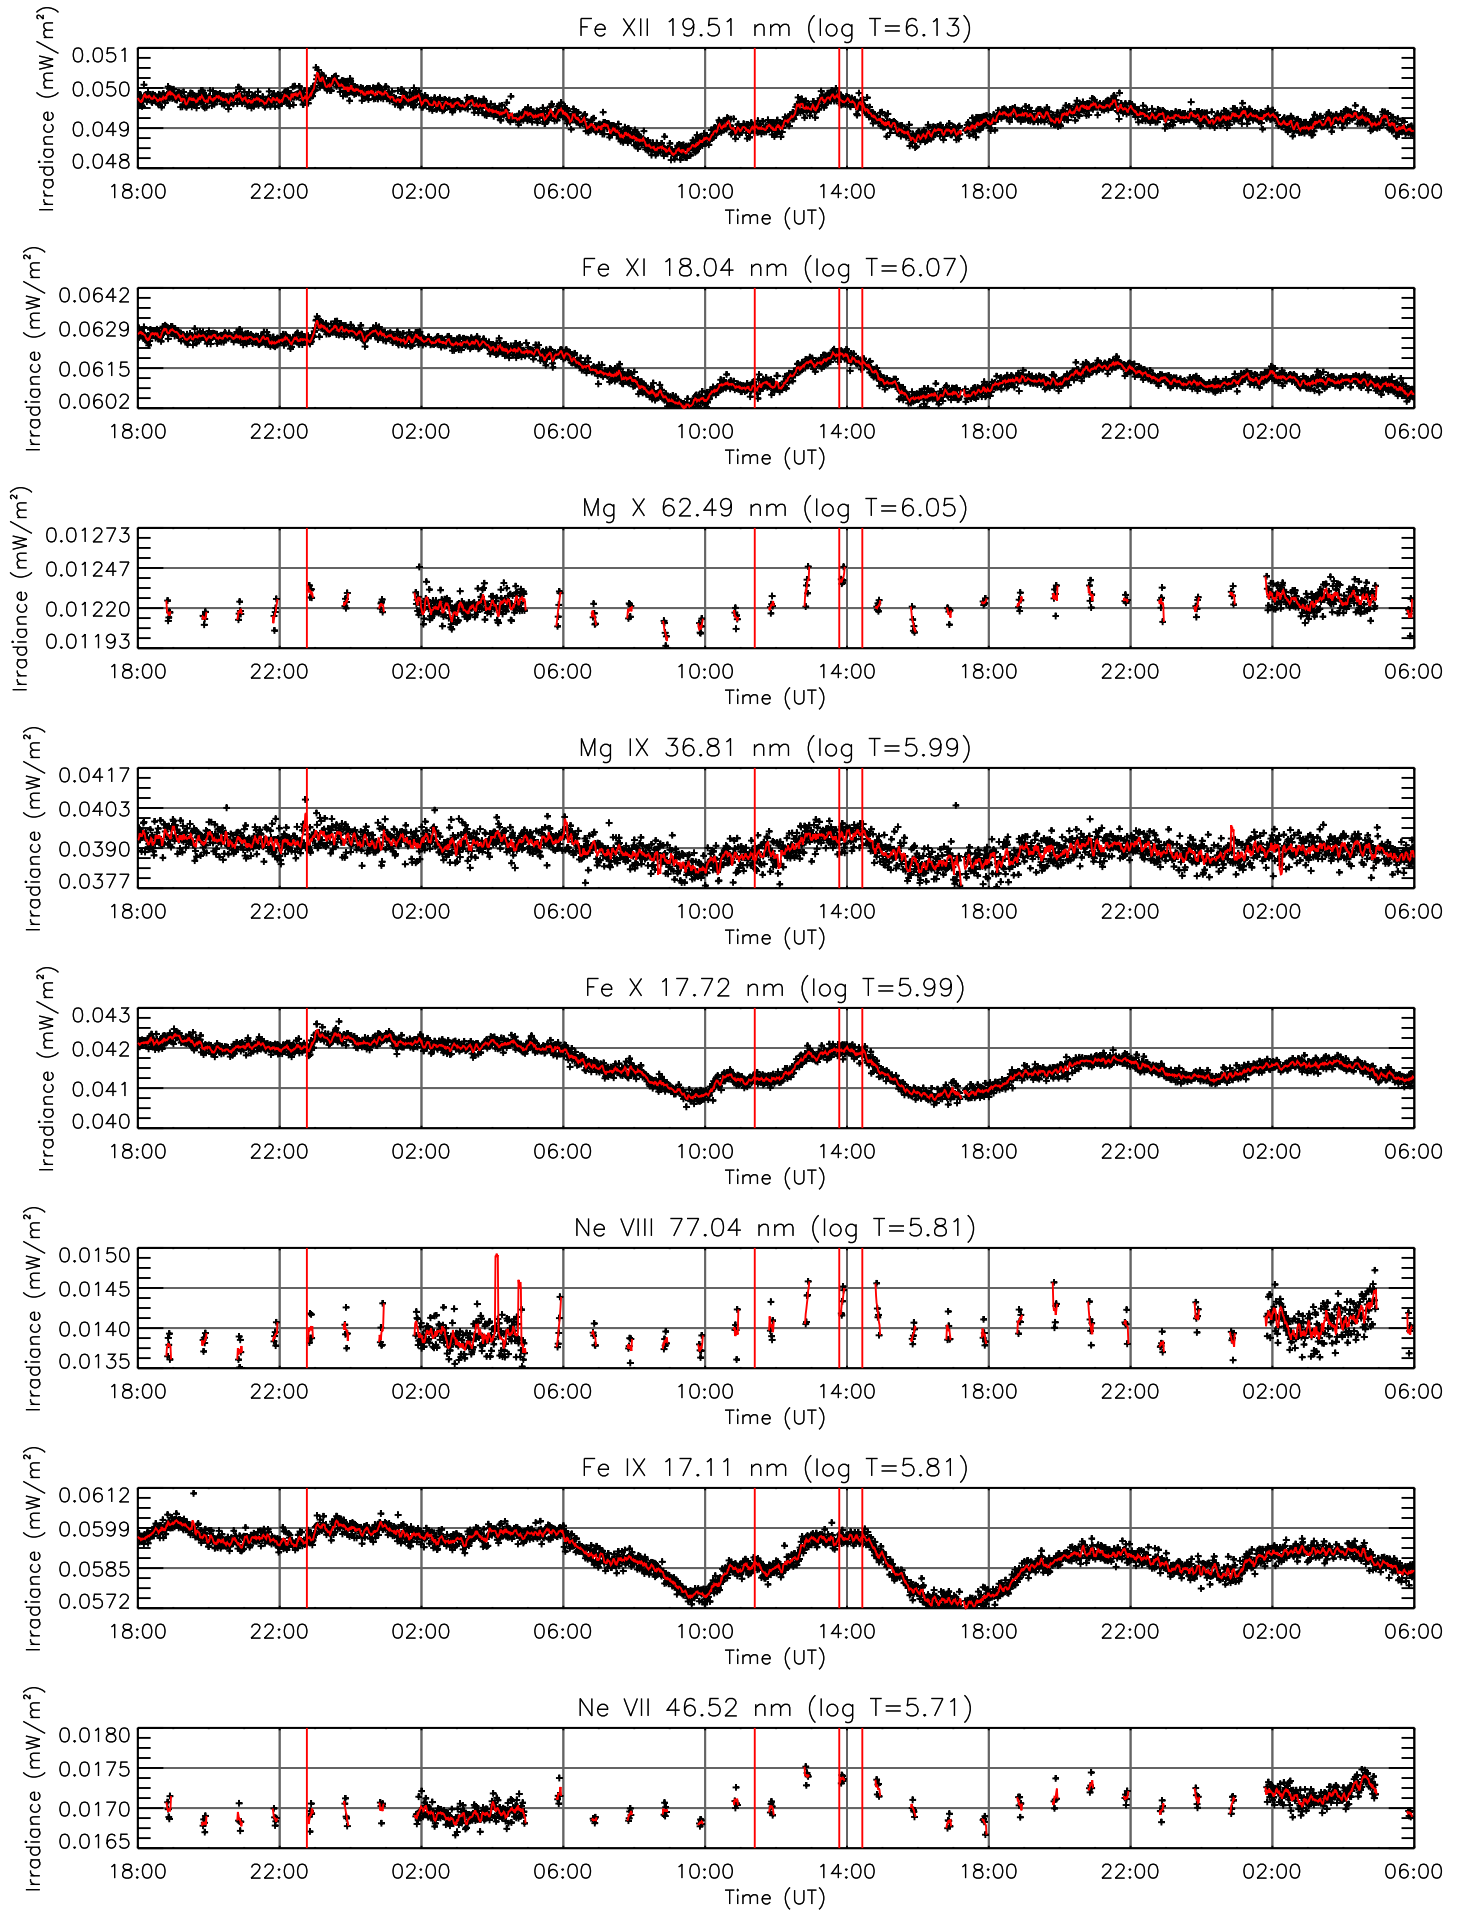 Fe XII 19.51 nm (log T=6.13)
Irradiance (mW/m²)
0.051
0.050
0.049
0.048
18:00 22:00 02:00 06:00 10:00 14:00 18:00 22:00 02:00 06:00
Time (UT)
Fe XI 18.04 nm (log T=6.07)
Irradiance (mW/m²)
0.0642
0.0629
0.0615
0.0602
18:00 22:00 02:00 06:00 10:00 14:00 18:00 22:00 02:00 06:00
Time (UT)
Mg X 62.49 nm (log T=6.05)
Irradiance (mW/m²)
0.01273
0.01247
0.01220
0.01193
18:00 22:00 02:00 06:00 10:00 14:00 18:00 22:00 02:00 06:00
Time (UT)
Mg IX 36.81 nm (log T=5.99)
Irradiance (mW/m²)
0.0417
0.0403
0.0390
0.0377
18:00 22:00 02:00 06:00 10:00 14:00 18:00 22:00 02:00 06:00
Time (UT)
Fe X 17.72 nm (log T=5.99)
Irradiance (mW/m²)
0.043
0.042
0.041
0.040
18:00 22:00 02:00 06:00 10:00 14:00 18:00 22:00 02:00 06:00
Time (UT)
Ne VIII 77.04 nm (log T=5.81)
Irradiance (mW/m²)
0.0150
0.0145
0.0140
0.0135
18:00 22:00 02:00 06:00 10:00 14:00 18:00 22:00 02:00 06:00
Time (UT)
Fe IX 17.11 nm (log T=5.81)
Irradiance (mW/m²)
0.0612
0.0599
0.0585
0.0572
18:00 22:00 02:00 06:00 10:00 14:00 18:00 22:00 02:00 06:00
Time (UT)
Ne VII 46.52 nm (log T=5.71)
Irradiance (mW/m²)
0.0180
0.0175
0.0170
0.0165
18:00 22:00 02:00 06:00 10:00 14:00 18:00 22:00 02:00 06:00
Time (UT)